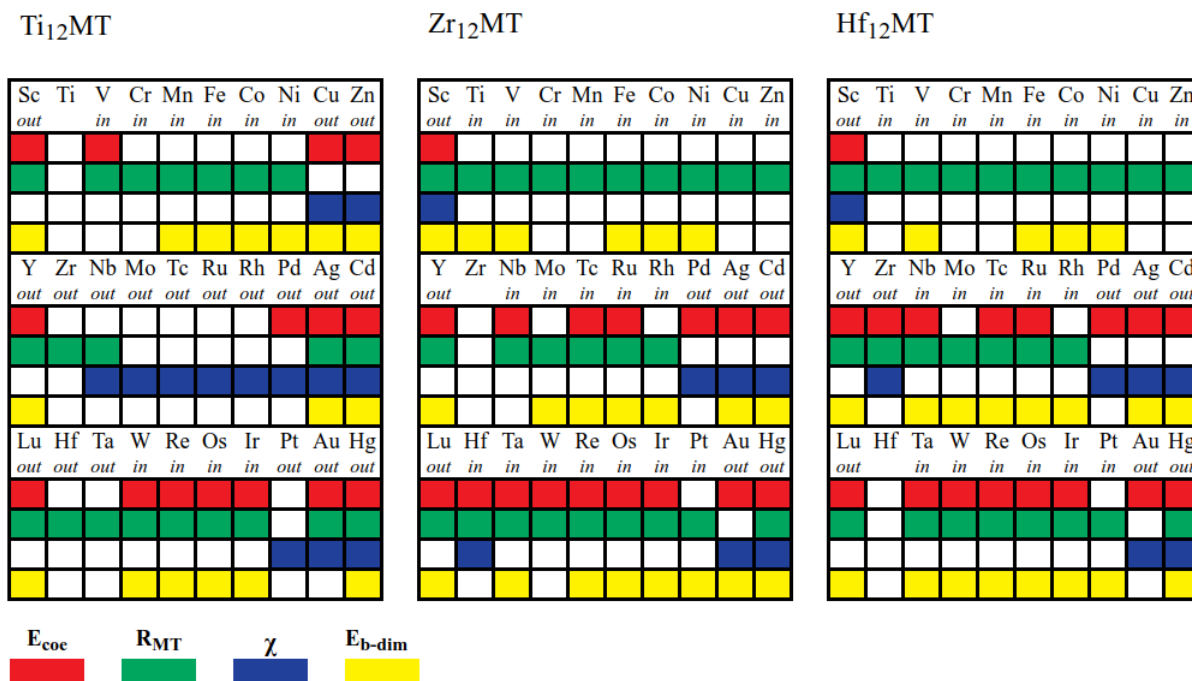 Ti12MT Zr12MT Hf12MT
Sc Ti V Cr Mn Fe Co Ni Cu Zn Sc Ti V Cr Mn Fe Co Ni Cu Zn Sc Ti V Cr Mn Fe Co Ni Cu Zn
out in in in in in in out out out in in in in in in in in in out in in in in in in in in in
Y Zr Nb Mo Tc Ru Rh Pd Ag Cd Y Zr Nb Mo Tc Ru Rh Pd Ag Cd Y Zr Nb Mo Tc Ru Rh Pd Ag Cd
out out out out out out out out out out out in in in in in out out out out out in in in in in out out out
Lu Hf Ta W Re Os Ir Pt Au Hg Lu Hf Ta W Re Os Ir Pt Au Hg Lu Hf Ta W Re Os Ir Pt Au Hg
out out out in in in in out out out out in in in in in in in out out out in in in in in in out out
Ecoe RMT χ Eb-dim